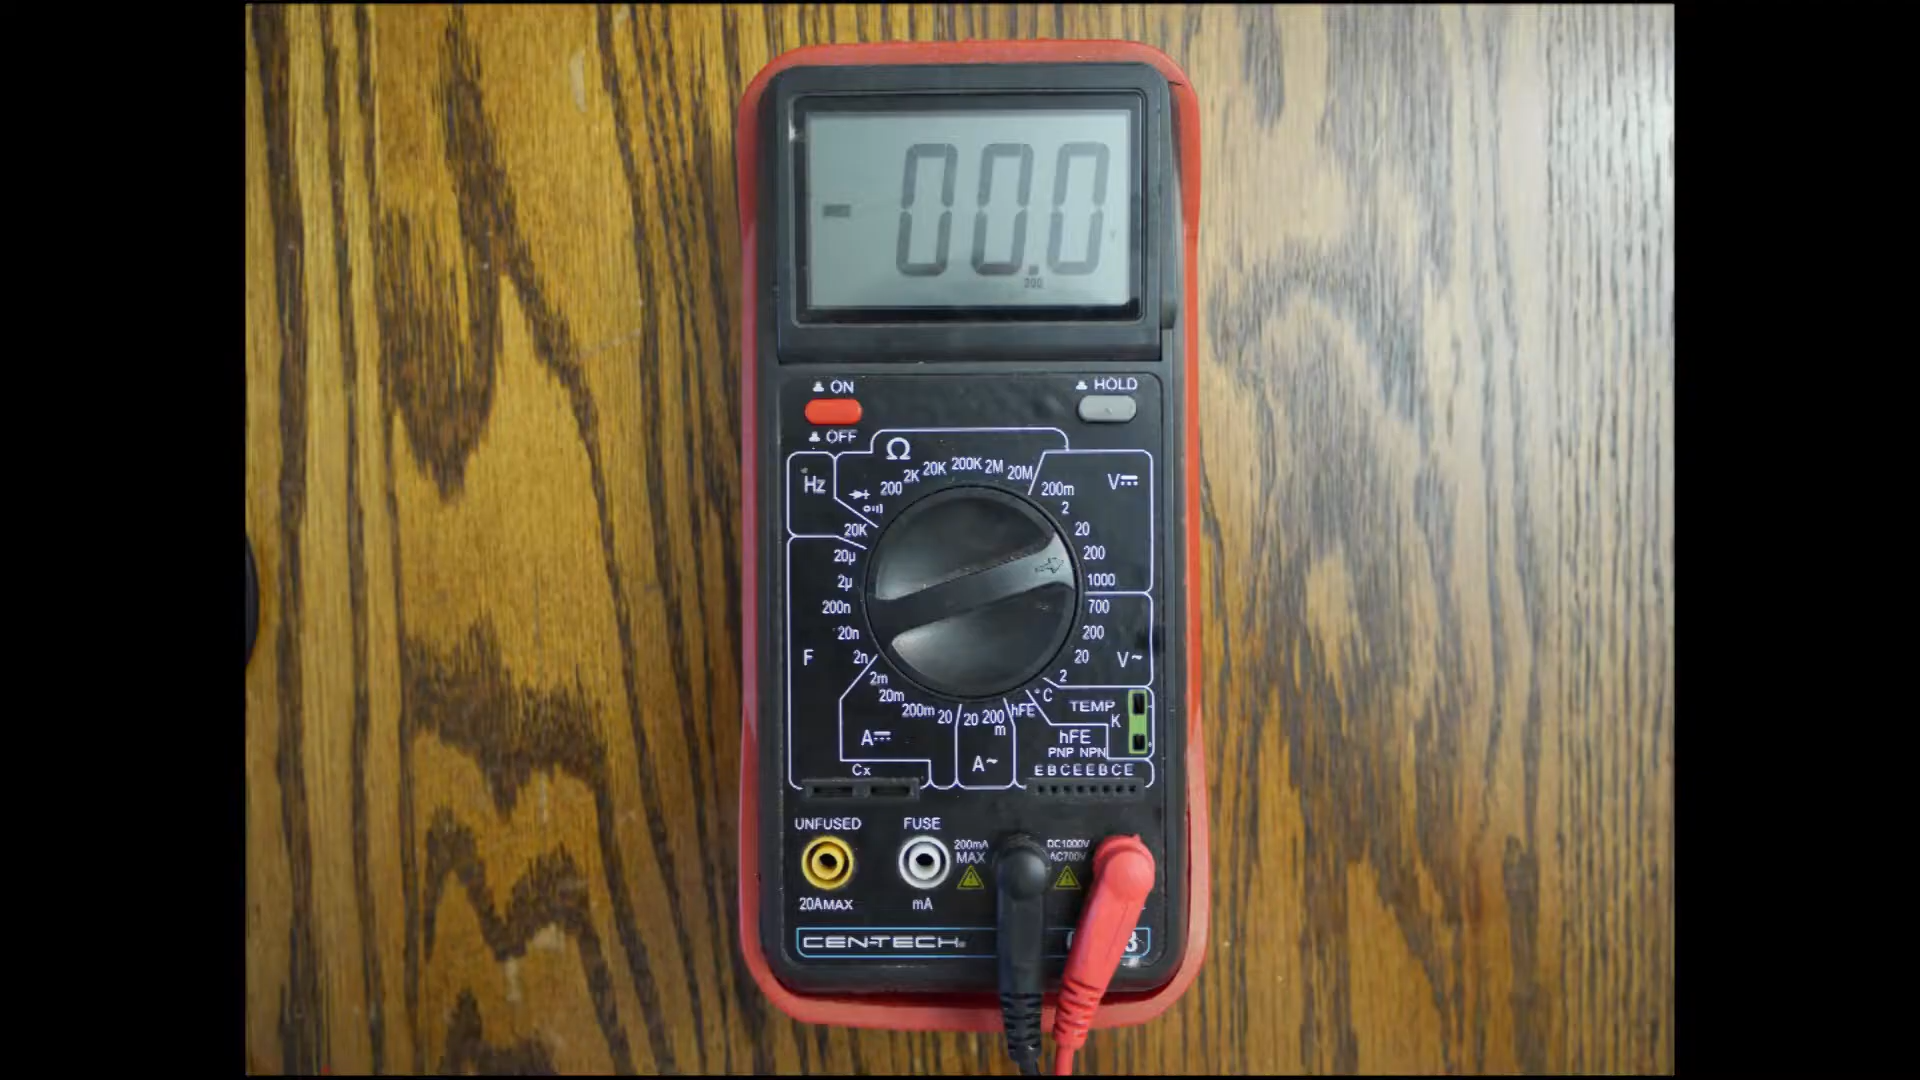 - 00.0
200
ON
HOLD
OFF
Ω
Hz
200
2K
20K
200K
2M
20M
V⎓
200m
2
20
200
1000
20K
20µ
2µ
200n
20n
2n
F
700
200
20
2
V~
2m
20m
200m
20
A⎓
20
200
m
A~
hFE
°C
TEMP
K
hFE
PNP NPN
EBCEEBCE
Cx
UNFUSED
FUSE
200mA
MAX
DC1000V
AC700V
20AMAX
mA
CEN-TECH